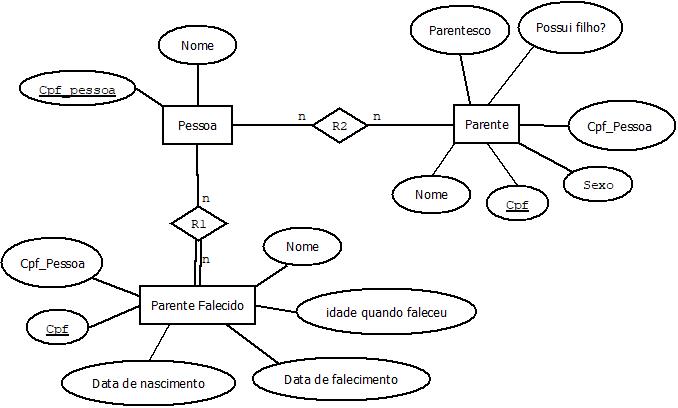 Nome
Parentesco
Possui filho?
Cpf_pessoa
Pessoa
n
R2
n
Parente
Cpf_Pessoa
Nome
Cpf
Sexo
n
R1
n
Cpf_Pessoa
Nome
Parente Falecido
idade quando faleceu
Cpf
Data de nascimento
Data de falecimento